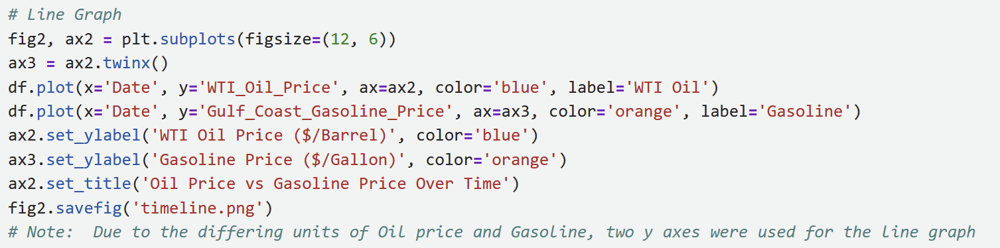 # Line Graph
fig2, ax2 = plt.subplots(figsize=(12, 6))
ax3 = ax2.twinx()
df.plot(x='Date', y='WTI_Oil_Price', ax=ax2, color='blue', label='WTI Oil')
df.plot(x='Date', y='Gulf_Coast_Gasoline_Price', ax=ax3, color='orange', label='Gasoline')
ax2.set_ylabel('WTI Oil Price ($/Barrel)', color='blue')
ax3.set_ylabel('Gasoline Price ($/Gallon)', color='orange')
ax2.set_title('Oil Price vs Gasoline Price Over Time')
fig2.savefig('timeline.png')
# Note:  Due to the differing units of Oil price and Gasoline, two y axes were used for the line graph